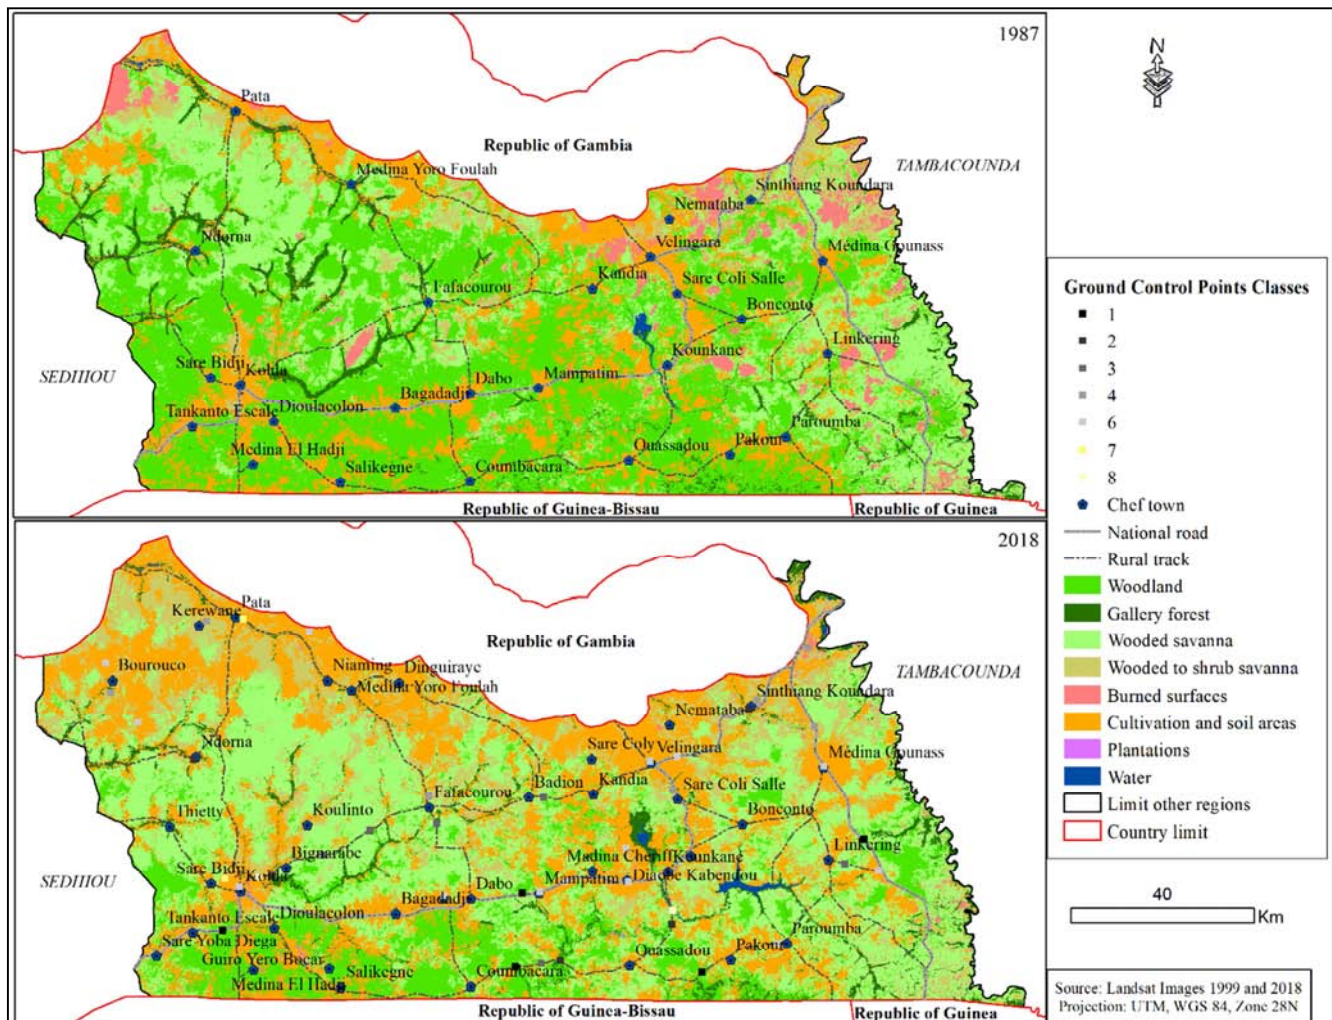 1987
N
Pata
Republic of Gambia
Medina Yoro Foulah
TAMBACOUNDA
Sinthiang Koundara
Nemataba
Ndorna
Velingara
Médina Gounass
Kandia
Sare Coli Salle
Fafacourou
Bonconto
Linkering
Kounkane
Sare Bidji
Kolda
SEDHIOU
Dabo
Mampatim
Bagadadji
Tankanto Escale
Dioulacolon
Paroumba
Pakour
Ouassadou
Medina El Hadji
Salikegne
Coumbacara
Republic of Guinea-Bissau
Republic of Guinea
2018
Kerewane
Pata
Republic of Gambia
Bourouco
Niaming
Dinguiraye
Medina Yoro Foulah
TAMBACOUNDA
Sinthiang Koundara
Nemataba
Ndorna
Sare Coly
Velingara
Médina Gounass
Badion
Kandia
Sare Coli Salle
Fafacourou
Thietty
Koulinto
Bonconto
Linkering
Bignarabe
Madina Cheriff
Kounkane
Sare Bidji
Kolda
SEDHIOU
Dabo
Mampatim
Diaobe Kabendou
Bagadadji
Tankanto Escale
Dioulacolon
Sare Yoba Diega
Paroumba
Pakour
Ouassadou
Guiro Yero Bocar
Salikegne
Coumbacara
Medina El Hadji
Republic of Guinea-Bissau
Republic of Guinea
Ground Control Points Classes
1
2
3
4
6
7
8
Chef town
National road
Rural track
Woodland
Gallery forest
Wooded savanna
Wooded to shrub savanna
Burned surfaces
Cultivation and soil areas
Plantations
Water
Limit other regions
Country limit
40
Km
Source: Landsat Images 1999 and 2018
Projection: UTM, WGS 84, Zone 28N